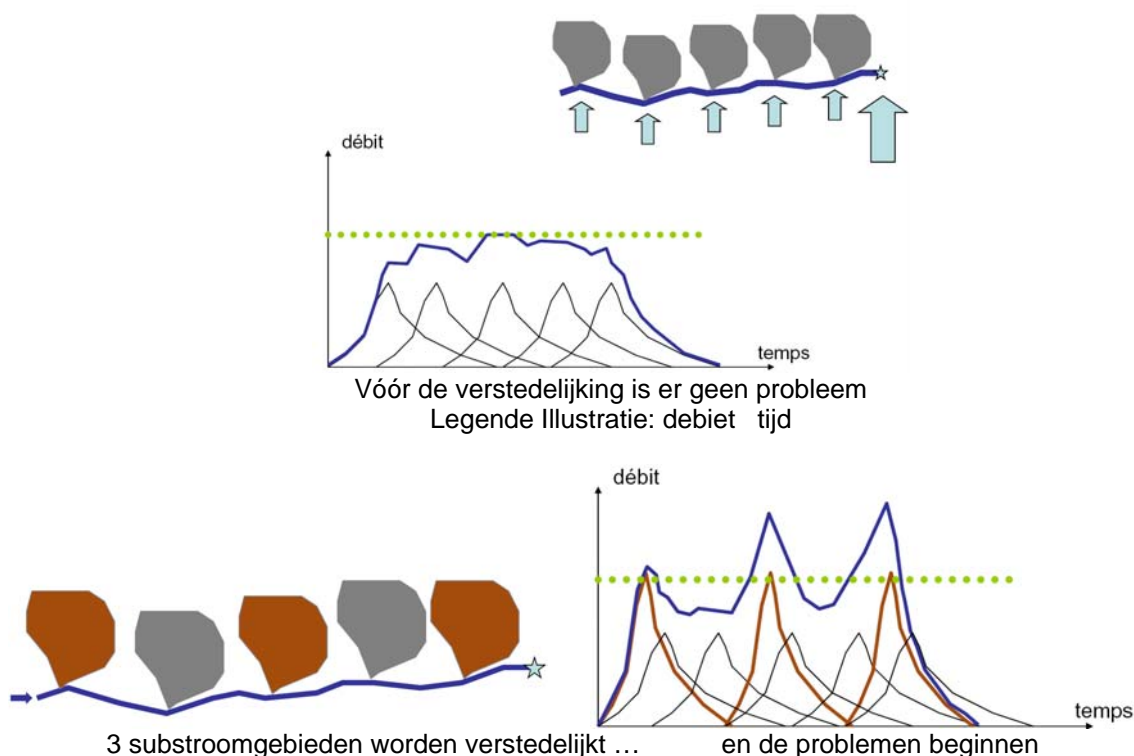 débit
temps
Vóór de verstedelijking is er geen probleem
Legende Illustratie: debiet tijd
débit
temps
3 substroomgebieden worden verstedelijkt … en de problemen beginnen